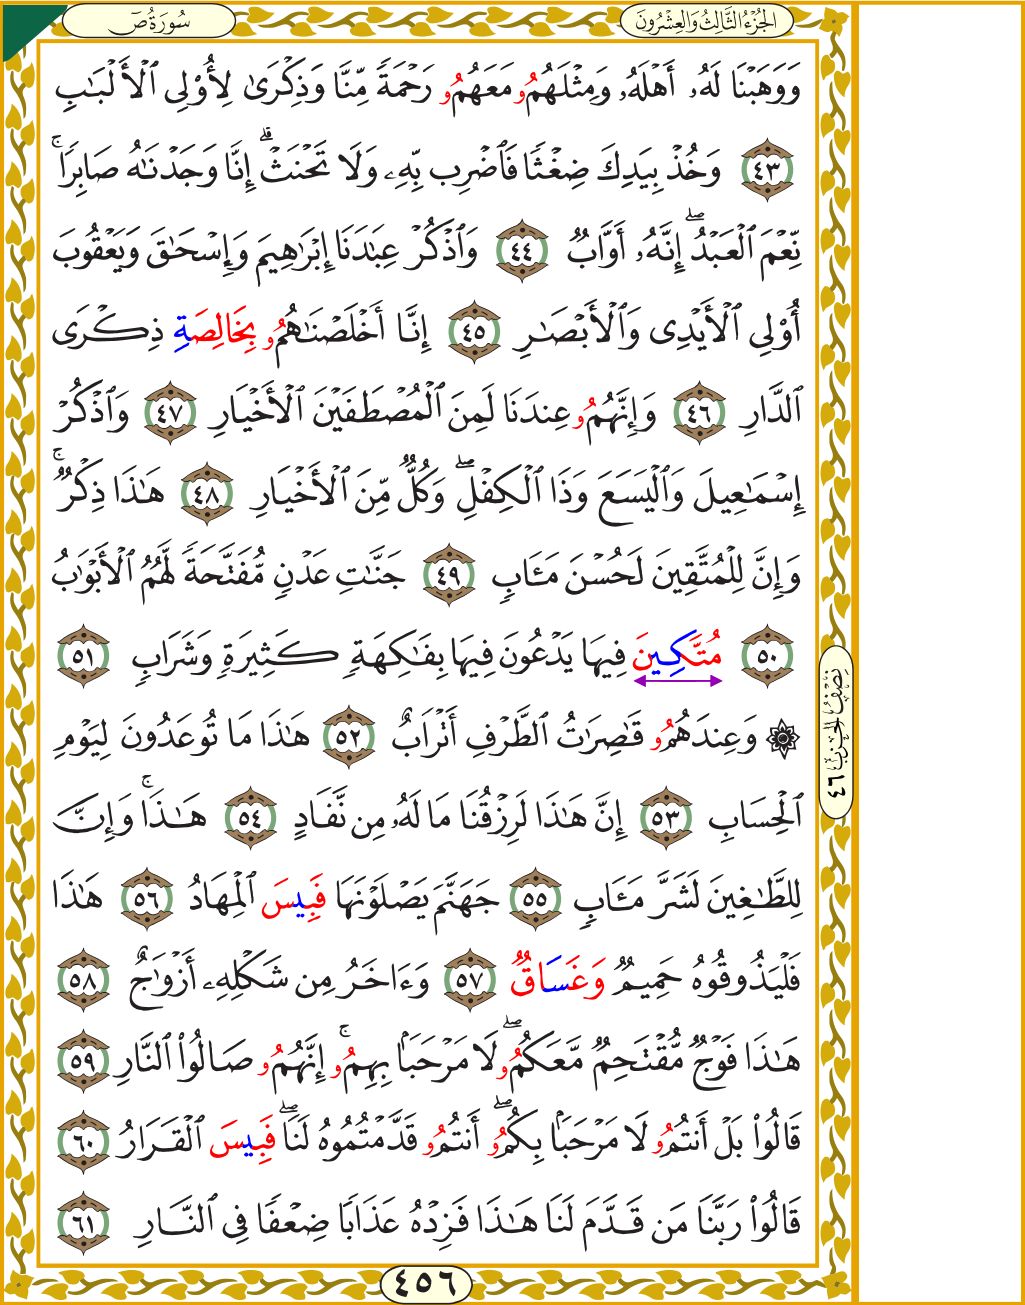 سُورَةُ صٓ
الجُزْءُ الثَّالِثُ وَالعِشْرُونَ
وَوَهَبْنَا لَهُۥ أَهْلَهُۥ وَمِثْلَهُمُۥ مَعَهُمُۥ رَحْمَةً مِّنَّا وَذِكْرَىٰ لِأُوْلِى ٱلْأَلْبَٰبِ
٤٣ وَخُذْ بِيَدِكَ ضِغْثًا فَٱضْرِب بِّهِۦ وَلَا تَحْنَثْۗ إِنَّا وَجَدْنَٰهُ صَابِرًاۚ
نِّعْمَ ٱلْعَبْدُۖ إِنَّهُۥ أَوَّابٌ ٤٤ وَٱذْكُرْ عِبَٰدَنَا إِبْرَٰهِيمَ وَإِسْحَٰقَ وَيَعْقُوبَ
أُوْلِى ٱلْأَيْدِى وَٱلْأَبْصَٰرِ ٤٥ إِنَّا أَخْلَصْنَٰهُمُۥ بِخَالِصَةِ ذِكْرَى
ٱلدَّارِ ٤٦ وَإِنَّهُمُۥ عِندَنَا لَمِنَ ٱلْمُصْطَفَيْنَ ٱلْأَخْيَارِ ٤٧ وَٱذْكُرْ
إِسْمَٰعِيلَ وَٱلْيَسَعَ وَذَا ٱلْكِفْلِۖ وَكُلٌّ مِّنَ ٱلْأَخْيَارِ ٤٨ هَٰذَا ذِكْرٌۚ
وَإِنَّ لِلْمُتَّقِينَ لَحُسْنَ مَـَٔابٍ ٤٩ جَنَّٰتِ عَدْنٍ مُّفَتَّحَةً لَّهُمُ ٱلْأَبْوَٰبُ
٥٠ مُتَّكِينَ فِيهَا يَدْعُونَ فِيهَا بِفَٰكِهَةٍ كَثِيرَةٍ وَشَرَابٍ ٥١
۞ وَعِندَهُمُۥ قَٰصِرَٰتُ ٱلطَّرْفِ أَتْرَابٌ ٥٢ هَٰذَا مَا تُوعَدُونَ لِيَوْمِ
ٱلْحِسَابِ ٥٣ إِنَّ هَٰذَا لَرِزْقُنَا مَا لَهُۥ مِن نَّفَادٍ ٥٤ هَٰذَاۚ وَإِنَّ
لِلطَّٰغِينَ لَشَرَّ مَـَٔابٍ ٥٥ جَهَنَّمَ يَصْلَوْنَهَا فَبِيسَ ٱلْمِهَادُ ٥٦ هَٰذَا
فَلْيَذُوقُوهُ حَمِيمٌ وَغَسَاقٌ ٥٧ وَءَاخَرُ مِن شَكْلِهِۦ أَزْوَٰجٌ ٥٨
هَٰذَا فَوْجٌ مُّقْتَحِمٌ مَّعَكُمُۥۖ لَا مَرْحَبًا بِهِمُۥۚ إِنَّهُمُۥ صَالُوا۟ ٱلنَّارِ ٥٩
قَالُوا۟ بَلْ أَنتُمُۥ لَا مَرْحَبًا بِكُمُۥۖ أَنتُمُۥ قَدَّمْتُمُوهُ لَنَاۖ فَبِيسَ ٱلْقَرَارُ ٦٠
قَالُوا۟ رَبَّنَا مَن قَدَّمَ لَنَا هَٰذَا فَزِدْهُ عَذَابًا ضِعْفًا فِى ٱلنَّارِ ٦١
نِصْفُ الحِزْبِ ٤٦
٤٥٦